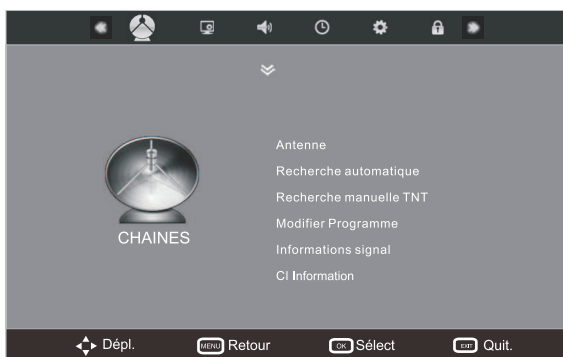 Antenne
Recherche automatique
Recherche manuelle TNT
Modifier Programme
CHAINES
Informations signal
CI Information
Dépl. MENU Retour OK Sélect EXIT Quit.